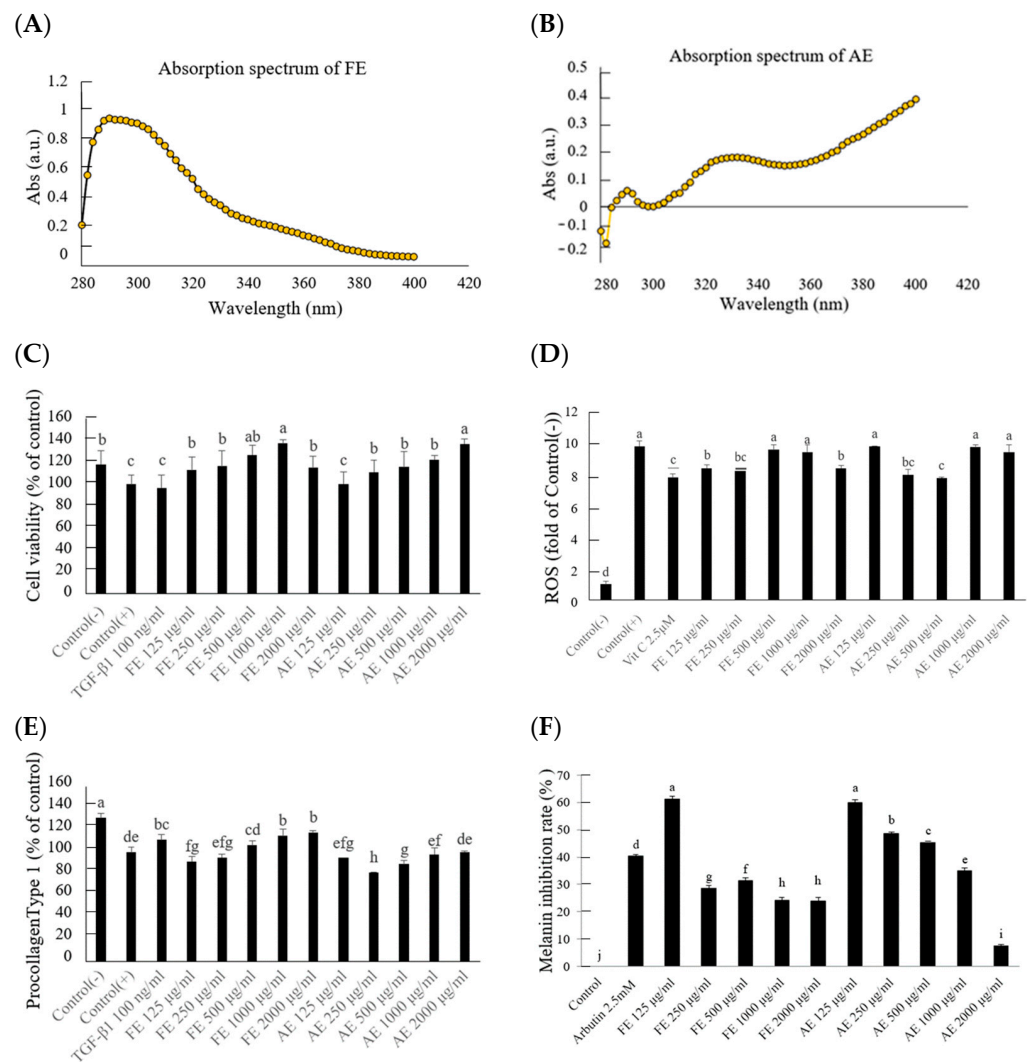 (A)
Absorption spectrum of FE
Abs (a.u.)
1.2
1
0.8
0.6
0.4
0.2
0
280 300 320 340 360 380 400 420
Wavelength (nm)
(B)
Absorption spectrum of AE
Abs (a.u.)
0.5
0.4
0.3
0.2
0.1
0
-0.1
-0.2
280 300 320 340 360 380 400 420
Wavelength (nm)
(C)
Cell viability (% of control)
160
140
120
100
80
60
40
20
0
b c c b b ab a b c b b b a
Control(-)
Control(+)
TGF-β1 100 ng/ml
FE 125 μg/ml
FE 250 μg/ml
FE 500 μg/ml
FE 1000 μg/ml
FE 2000 μg/ml
AE 125 μg/ml
AE 250 μg/ml
AE 500 μg/ml
AE 1000 μg/ml
AE 2000 μg/ml
(D)
ROS (fold of Control(-))
12
10
8
6
4
2
0
d a c b bc a a b a bc c a a
Control(-)
Control(+)
Vit C 2.5μM
FE 125 μg/ml
FE 250 μg/ml
FE 500 μg/ml
FE 1000 μg/ml
FE 2000 μg/ml
AE 125 μg/ml
AE 250 μg/ml
AE 500 μg/ml
AE 1000 μg/ml
AE 2000 μg/ml
(E)
ProcollagenType 1 (% of control)
160
140
120
100
80
60
40
20
0
a de bc fg efg cd b b efg h g ef de
Control(-)
Control(+)
TGF-β1 100 ng/ml
FE 125 μg/ml
FE 250 μg/ml
FE 500 μg/ml
FE 1000 μg/ml
FE 2000 μg/ml
AE 125 μg/ml
AE 250 μg/ml
AE 500 μg/ml
AE 1000 μg/ml
AE 2000 μg/ml
(F)
Melanin inhibition rate (% )
70
60
50
40
30
20
10
0
j d a g f h h a b c e i
Control
Arbutin 2.5mM
FE 125 μg/ml
FE 250 μg/ml
FE 500 μg/ml
FE 1000 μg/ml
FE 2000 μg/ml
AE 125 μg/ml
AE 250 μg/ml
AE 500 μg/ml
AE 1000 μg/ml
AE 2000 μg/ml